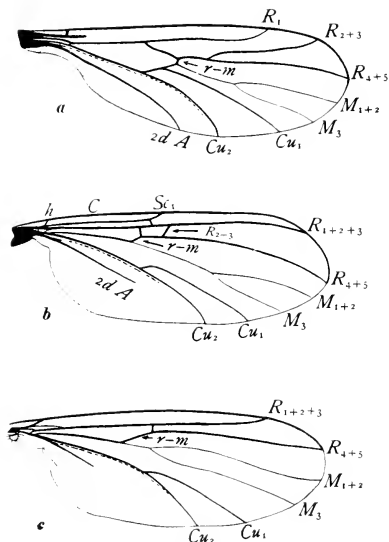 R1
R2+3
R4+5
r-m
M1+2
M3
Cu1
Cu2
2d A
a
h
C
Sc1
R2-3
R1+2+3
r-m
R4+5
M1+2
M3
Cu1
Cu2
2d A
b
R1+2+3
r-m
R4+5
M1+2
M3
Cu1
Cu2
c